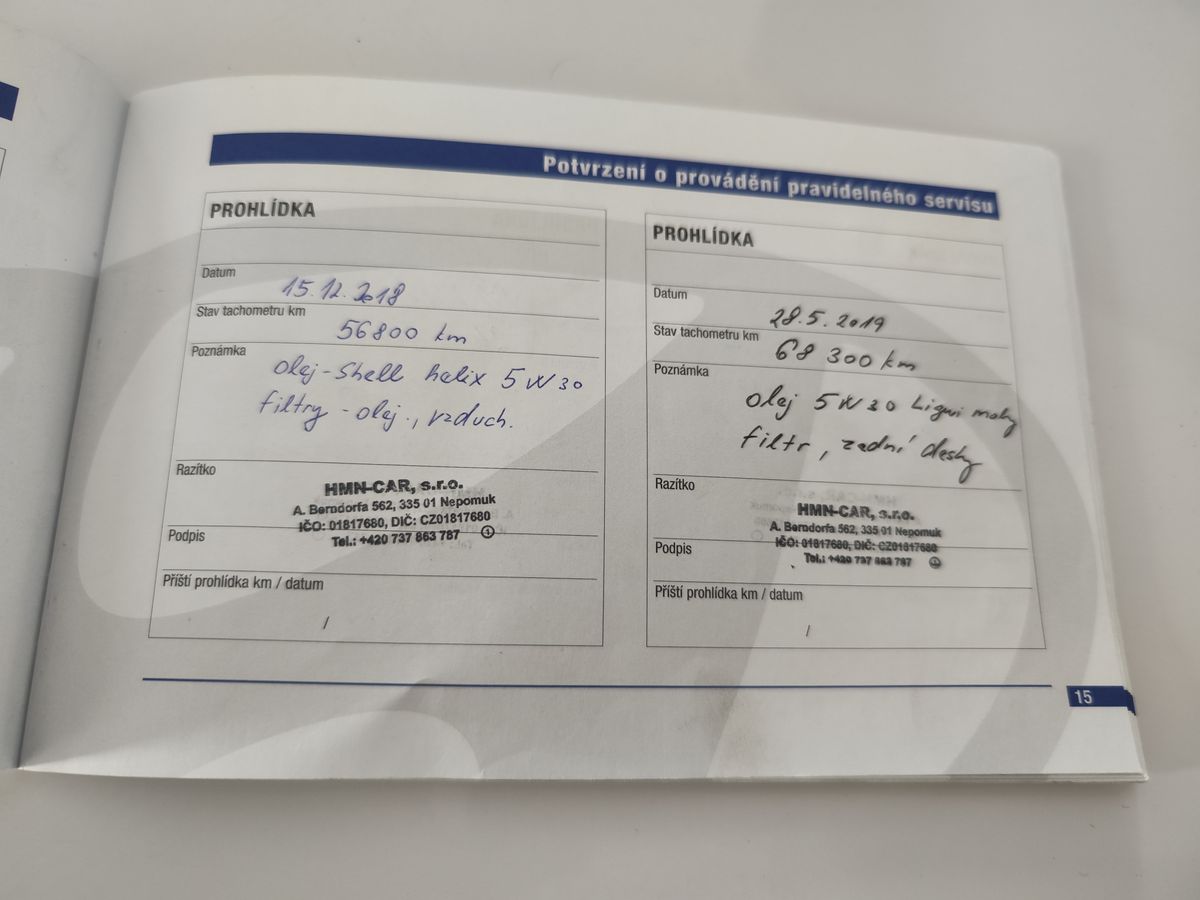 Potvrzení o provádění pravidelného servisu
PROHLÍDKA
Datum
15.12.2018
Stav tachometru km
56800 km
Poznámka
olej-Shell helix 5W30
filtry - olej., vzduch.
Razítko
HMN-CAR, s.r.o.
A. Berndorfa 562, 335 01 Nepomuk
IČO: 01817680, DIČ: CZ01817680
Tel.: +420 737 863 787 1
Podpis
Příští prohlídka km / datum
/
PROHLÍDKA
Datum
28.5.2019
Stav tachometru km
68 300 km
Poznámka
olej 5W30 Liqui moly
filtr, zadní desky
Razítko
HMN-CAR, s.r.o.
A. Berndorfa 562, 335 01 Nepomuk
IČO: 01817680, DIČ: CZ01817680
Tel.: +420 737 863 787 1
Podpis
Příští prohlídka km / datum
/
15